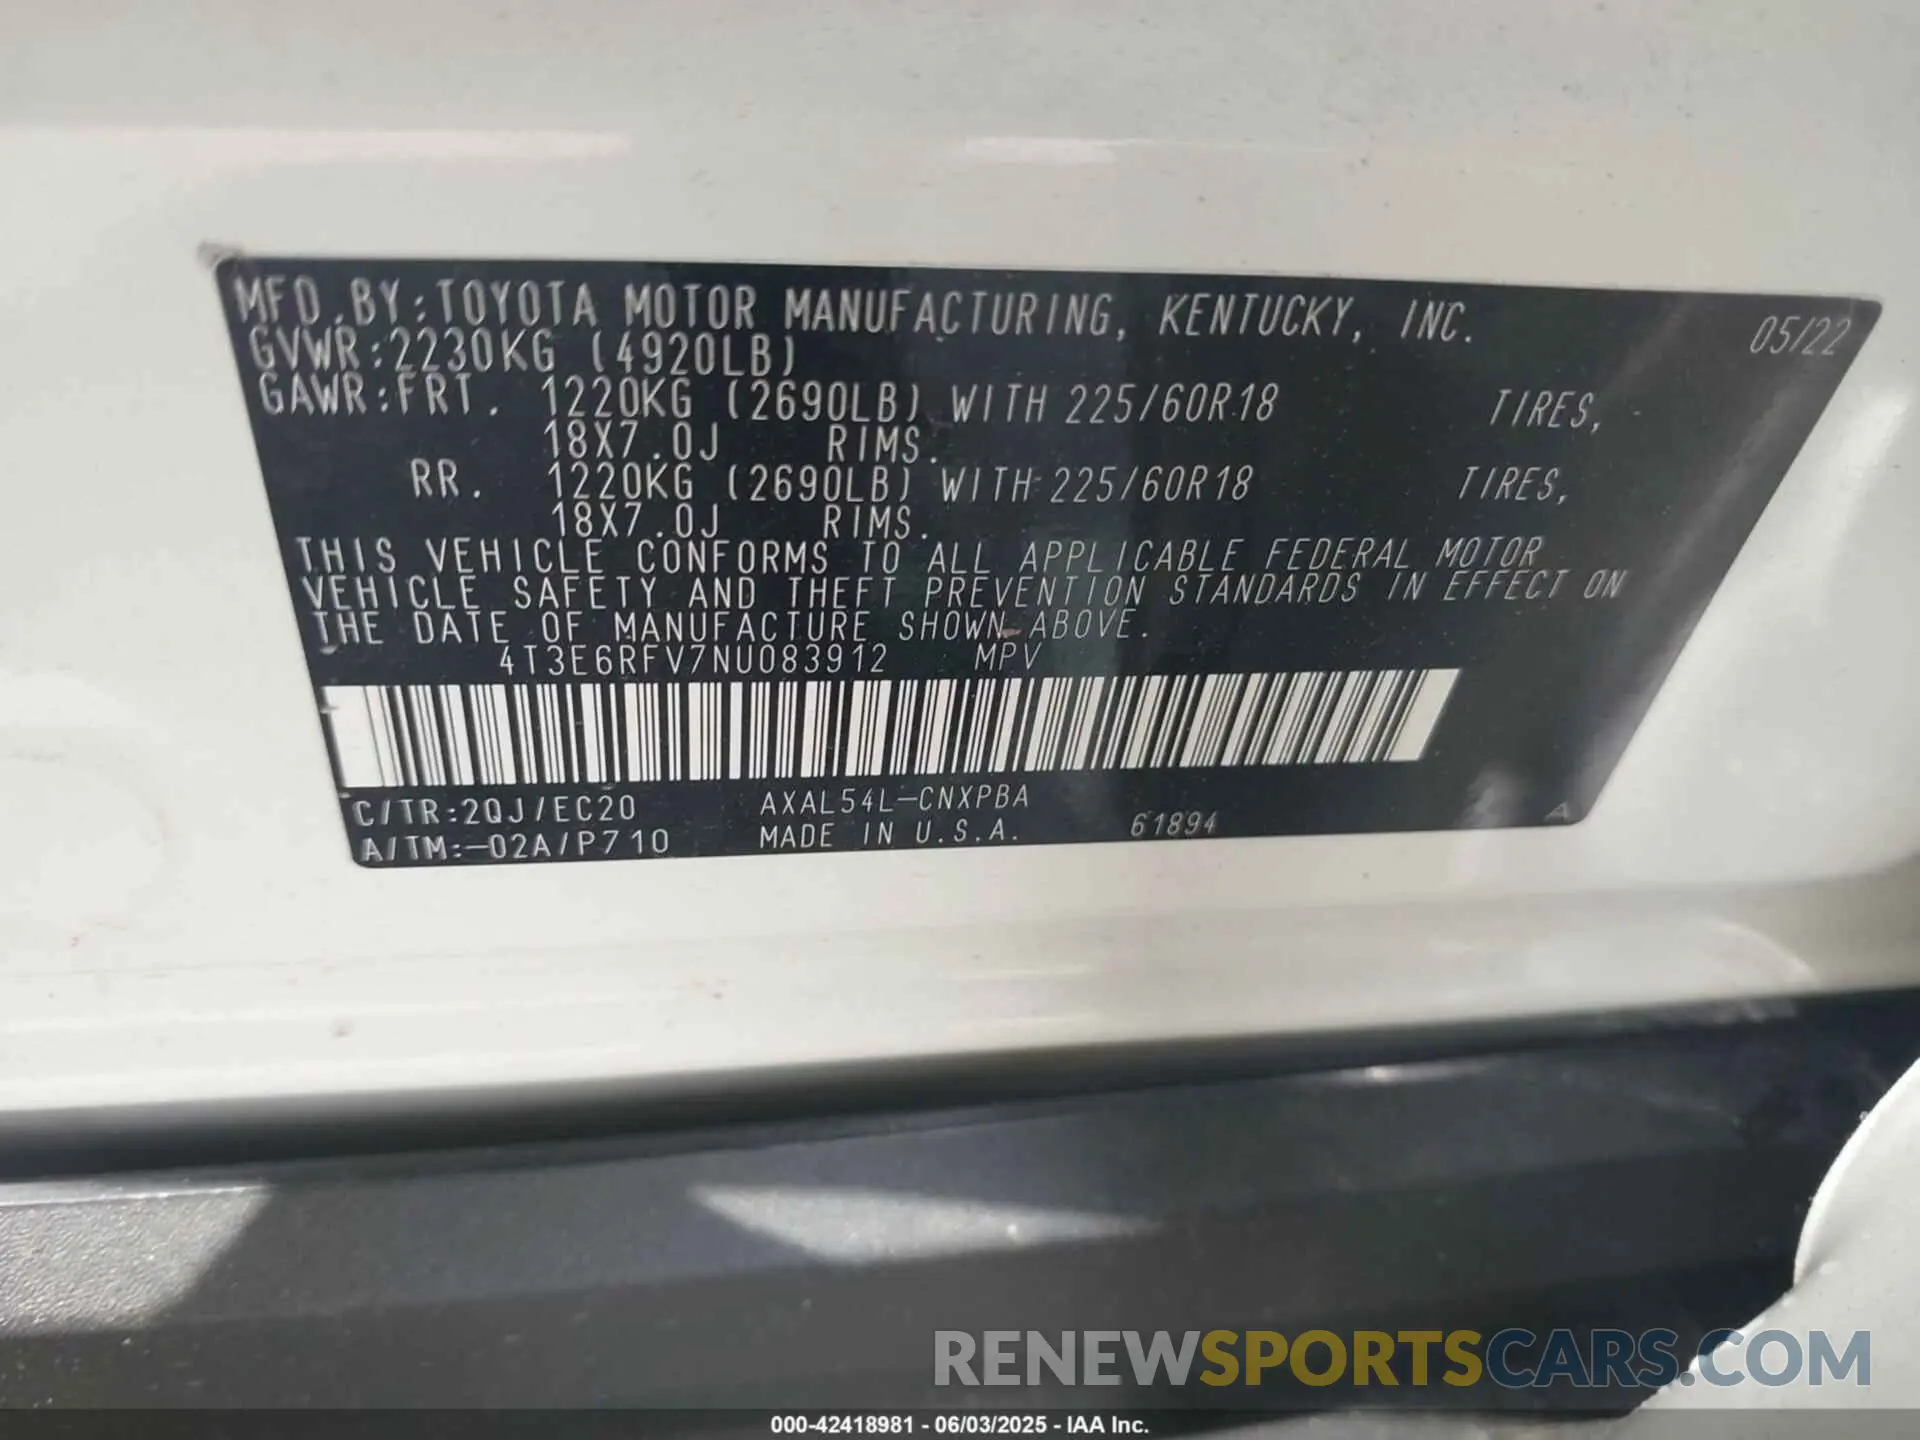 MFD.BY:TOYOTA MOTOR MANUFACTURING, KENTUCKY, INC. 05/22
GVWR:2230KG (4920LB)
GAWR:FRT. 1220KG (2690LB) WITH 225/60R18 TIRES,
18X7.0J RIMS.
RR. 1220KG (2690LB) WITH 225/60R18 TIRES,
18X7.0J RIMS.
THIS VEHICLE CONFORMS TO ALL APPLICABLE FEDERAL MOTOR
VEHICLE SAFETY AND THEFT PREVENTION STANDARDS IN EFFECT ON
THE DATE OF MANUFACTURE SHOWN ABOVE.
4T3E6RFV7NU083912 MPV
C/TR:2QJ/EC20 AXAL54L-CNXPBA
A/TM:-02A/P710 MADE IN U.S.A. 61894 A
RENEWSPORTSCARS.COM
000-42418981 - 06/03/2025 - IAA Inc.